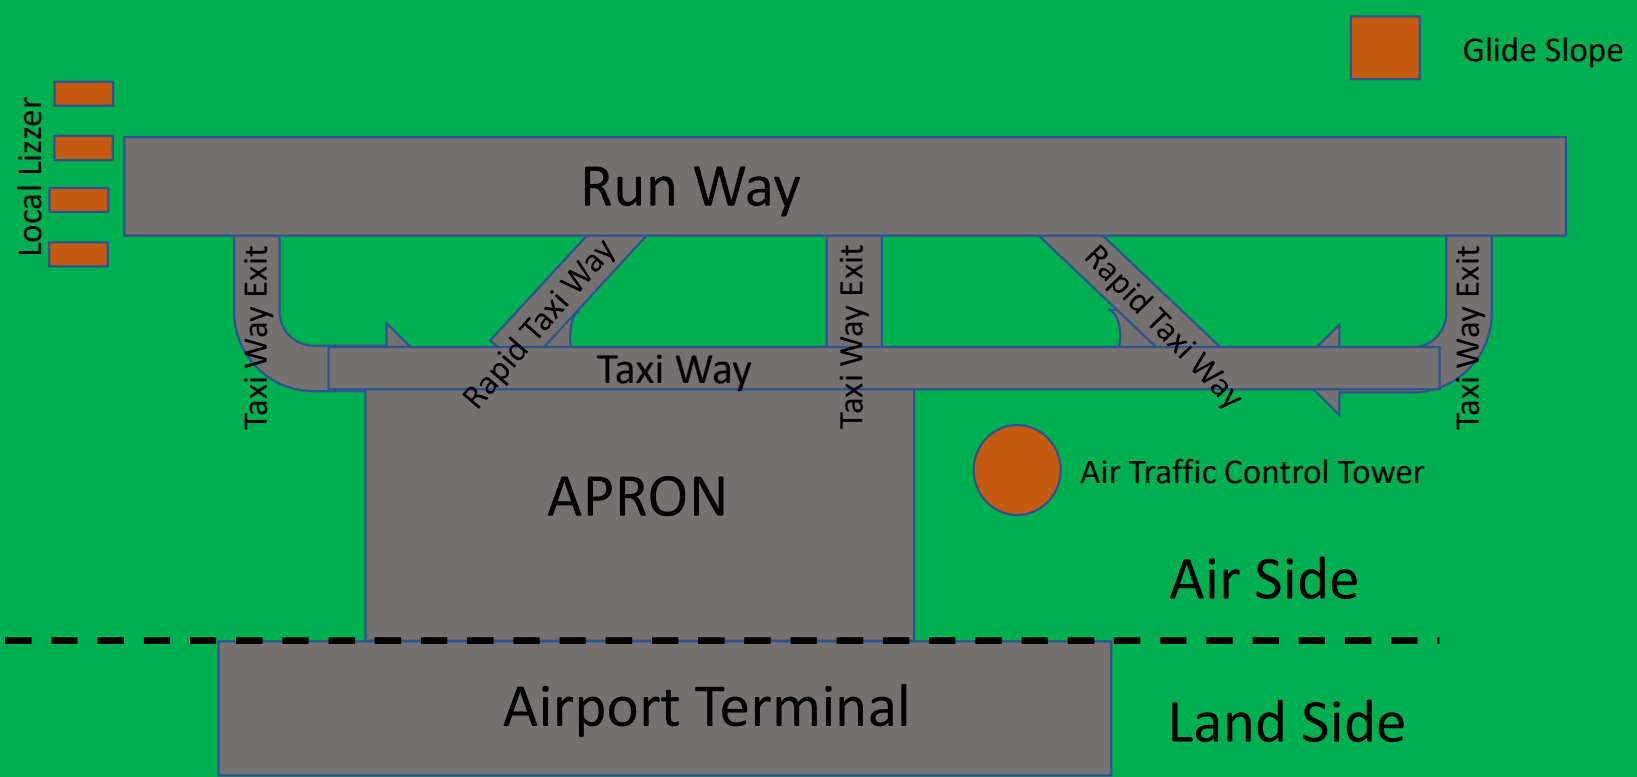 Glide Slope
Local Lizzer
Run Way
Taxi Way Exit
Rapid Taxi Way
Taxi Way Exit
Rapid Taxi Way
Taxi Way Exit
Taxi Way
APRON
Air Traffic Control Tower
Air Side
Airport Terminal
Land Side